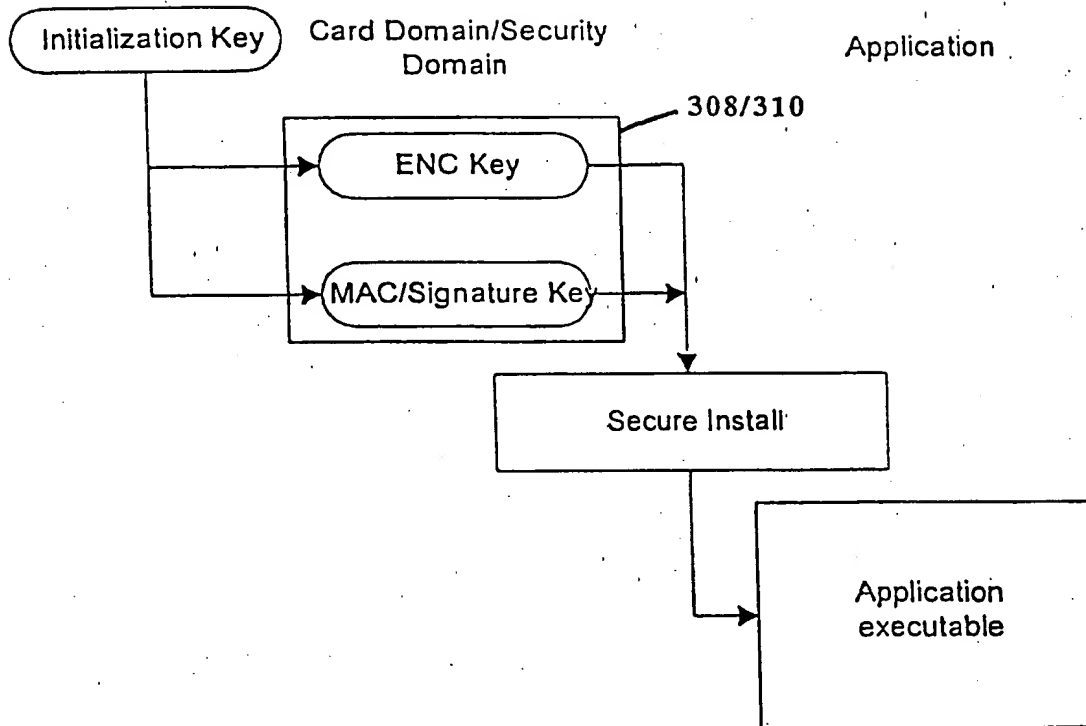 Initialization Key
Card Domain/Security
Domain
Application
308/310
ENC Key
MAC/Signature Key
Secure Install
Application
executable